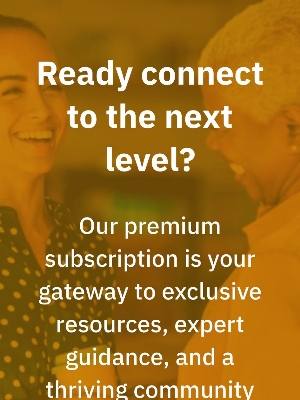 Ready connect
to the next
level?
Our premium
subscription is your
gateway to exclusive
resources, expert
guidance, and a
thriving community